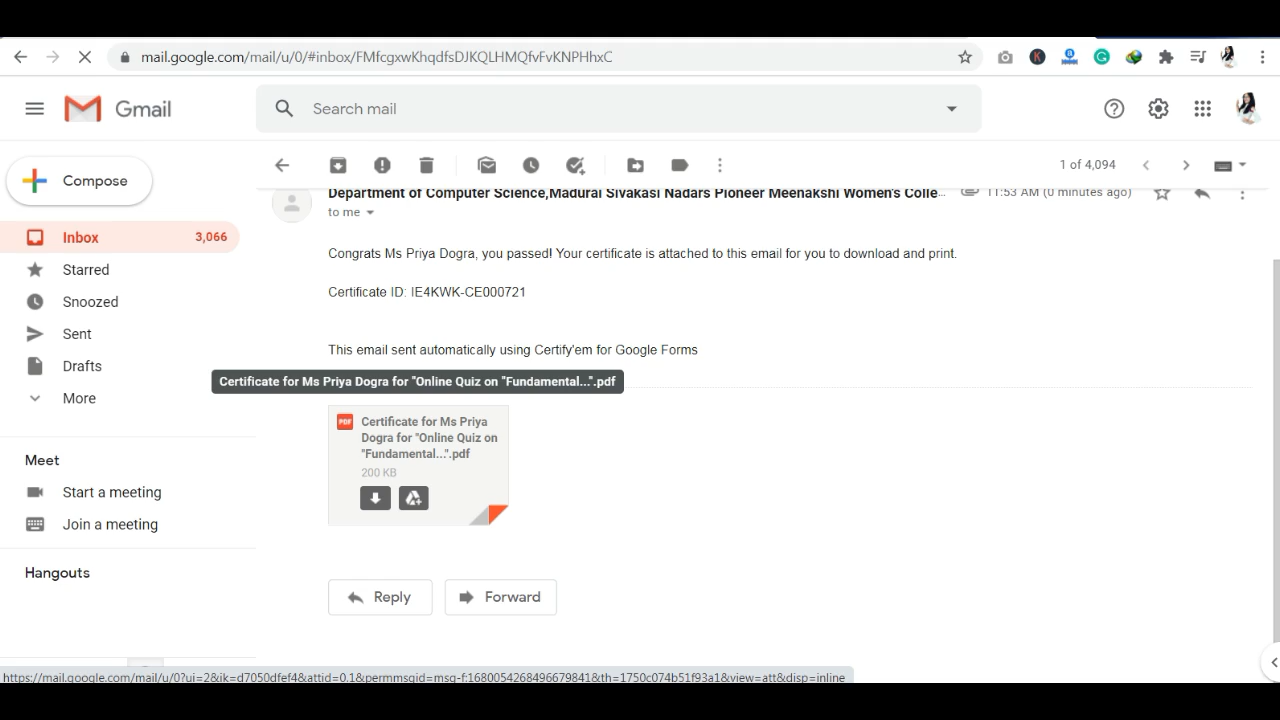 mail.google.com/mail/u/0/#inbox/FMfcgxwKhqdfsDJKQLHMQfvFvKNPHhxC
Gmail
Search mail
Compose
1 of 4,094
Department of Computer Science,Madurai Sivakasi Nadars Pioneer Meenakshi Women's Colle...
11:53 AM (0 minutes ago)
to me
Inbox 3,066
Starred
Snoozed
Sent
Drafts
More
Congrats Ms Priya Dogra, you passed! Your certificate is attached to this email for you to download and print.
Certificate ID: IE4KWK-CE000721
This email sent automatically using Certify'em for Google Forms
Certificate for Ms Priya Dogra for "Online Quiz on "Fundamental...".pdf
PDF
Certificate for Ms Priya
Dogra for "Online Quiz on
"Fundamental...".pdf
200 KB
Meet
Start a meeting
Join a meeting
Hangouts
Reply
Forward
https://mail.google.com/mail/u/0?ui=2&ik=d7050dfef4&attid=0.1&permmsgid=msg-f:1680054268496679841&th=1750c074b51f93a1&view=att&disp=inline